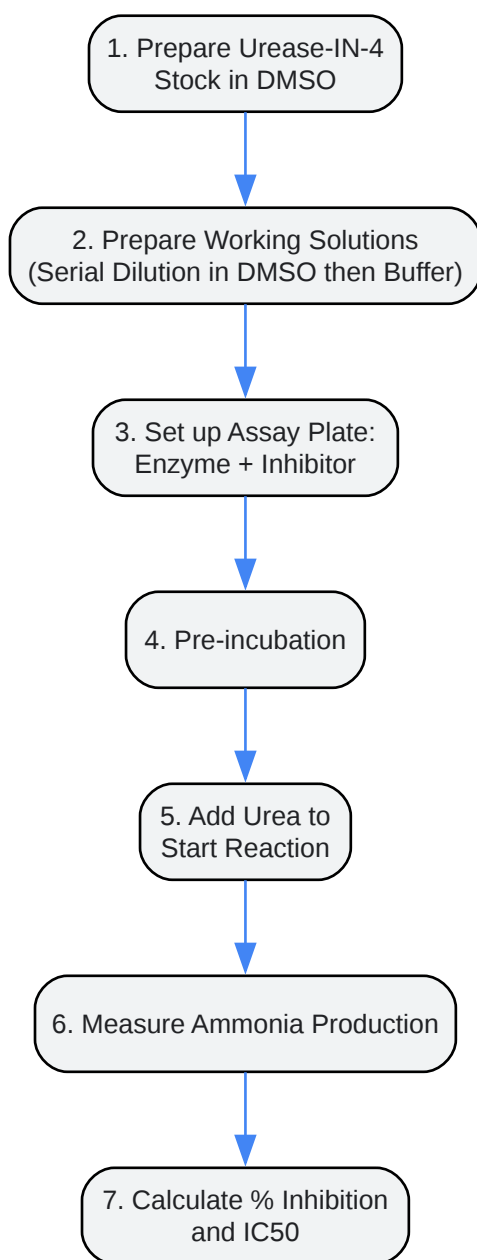 1. Prepare Urease-IN-4
Stock in DMSO
2. Prepare Working Solutions
(Serial Dilution in DMSO then Buffer)
3. Set up Assay Plate:
Enzyme + Inhibitor
4. Pre-incubation
5. Add Urea to
Start Reaction
6. Measure Ammonia Production
7. Calculate % Inhibition
and IC50